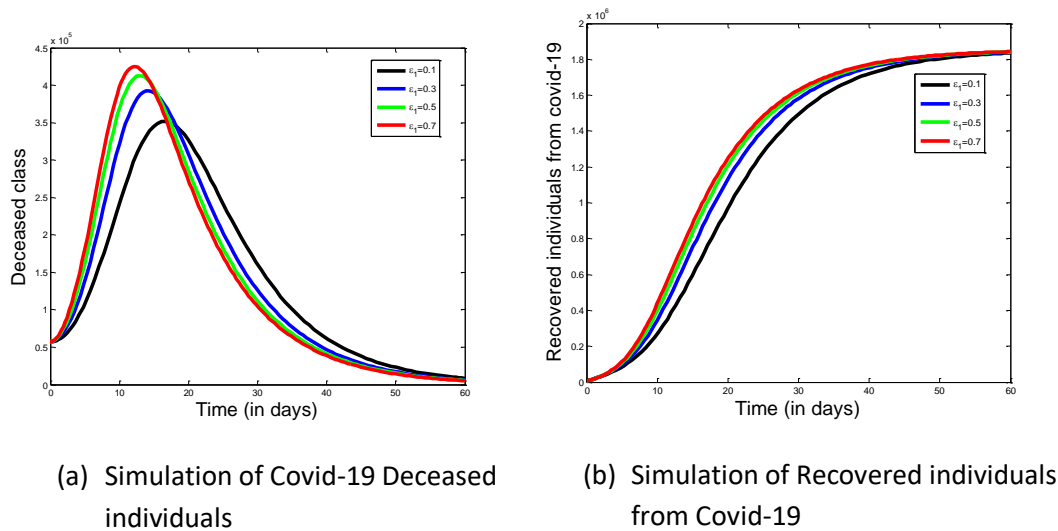 x 10^5
4.5
4
3.5
3
2.5
2
1.5
1
0.5
0
0 10 20 30 40 50 60
Deceased class
Time (in days)
ε1=0.1
ε1=0.3
ε1=0.5
ε1=0.7
(a) Simulation of Covid-19 Deceased
individuals
x 10^6
2
1.8
1.6
1.4
1.2
1
0.8
0.6
0.4
0.2
0
0 10 20 30 40 50 60
Recovered individuals from covid-19
Time (in days)
ε1=0.1
ε1=0.3
ε1=0.5
ε1=0.7
(b) Simulation of Recovered individuals
from Covid-19